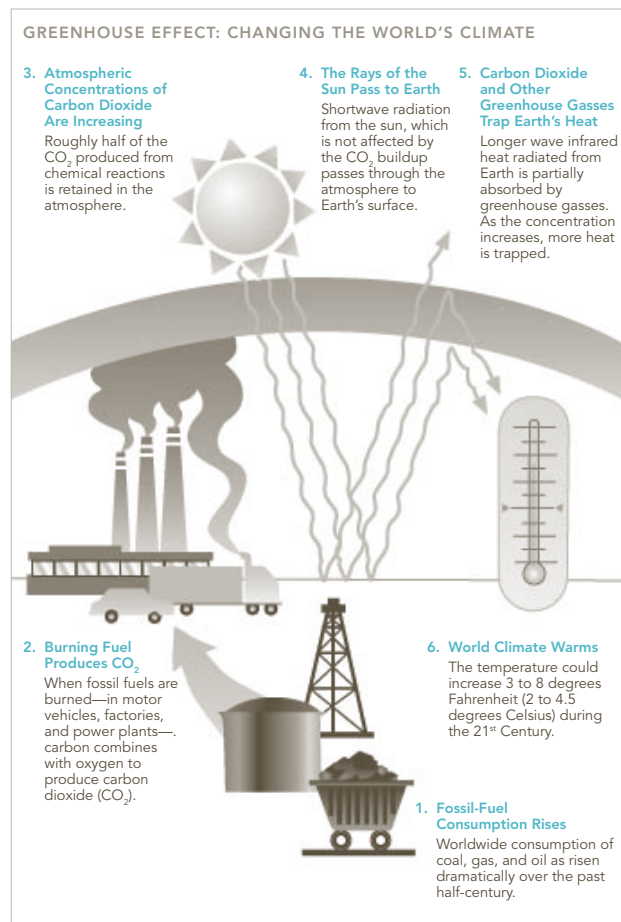 GREENHOUSE EFFECT: CHANGING THE WORLD'S CLIMATE
3. Atmospheric
Concentrations of
Carbon Dioxide
Are Increasing
Roughly half of the
CO₂ produced from
chemical reactions
is retained in the
atmosphere.
4. The Rays of the
Sun Pass to Earth
Shortwave radiation
from the sun, which
is not affected by
the CO₂ buildup
passes through the
atmosphere to
Earth's surface.
5. Carbon Dioxide
and Other
Greenhouse Gasses
Trap Earth's Heat
Longer wave infrared
heat radiated from
Earth is partially
absorbed by
greenhouse gasses.
As the concentration
increases, more heat
is trapped.
2. Burning Fuel
Produces CO₂
When fossil fuels are
burned—in motor
vehicles, factories,
and power plants—.
carbon combines
with oxygen to
produce carbon
dioxide (CO₂).
6. World Climate Warms
The temperature could
increase 3 to 8 degrees
Fahrenheit (2 to 4.5
degrees Celsius) during
the 21st Century.
1. Fossil-Fuel
Consumption Rises
Worldwide consumption of
coal, gas, and oil as risen
dramatically over the past
half-century.